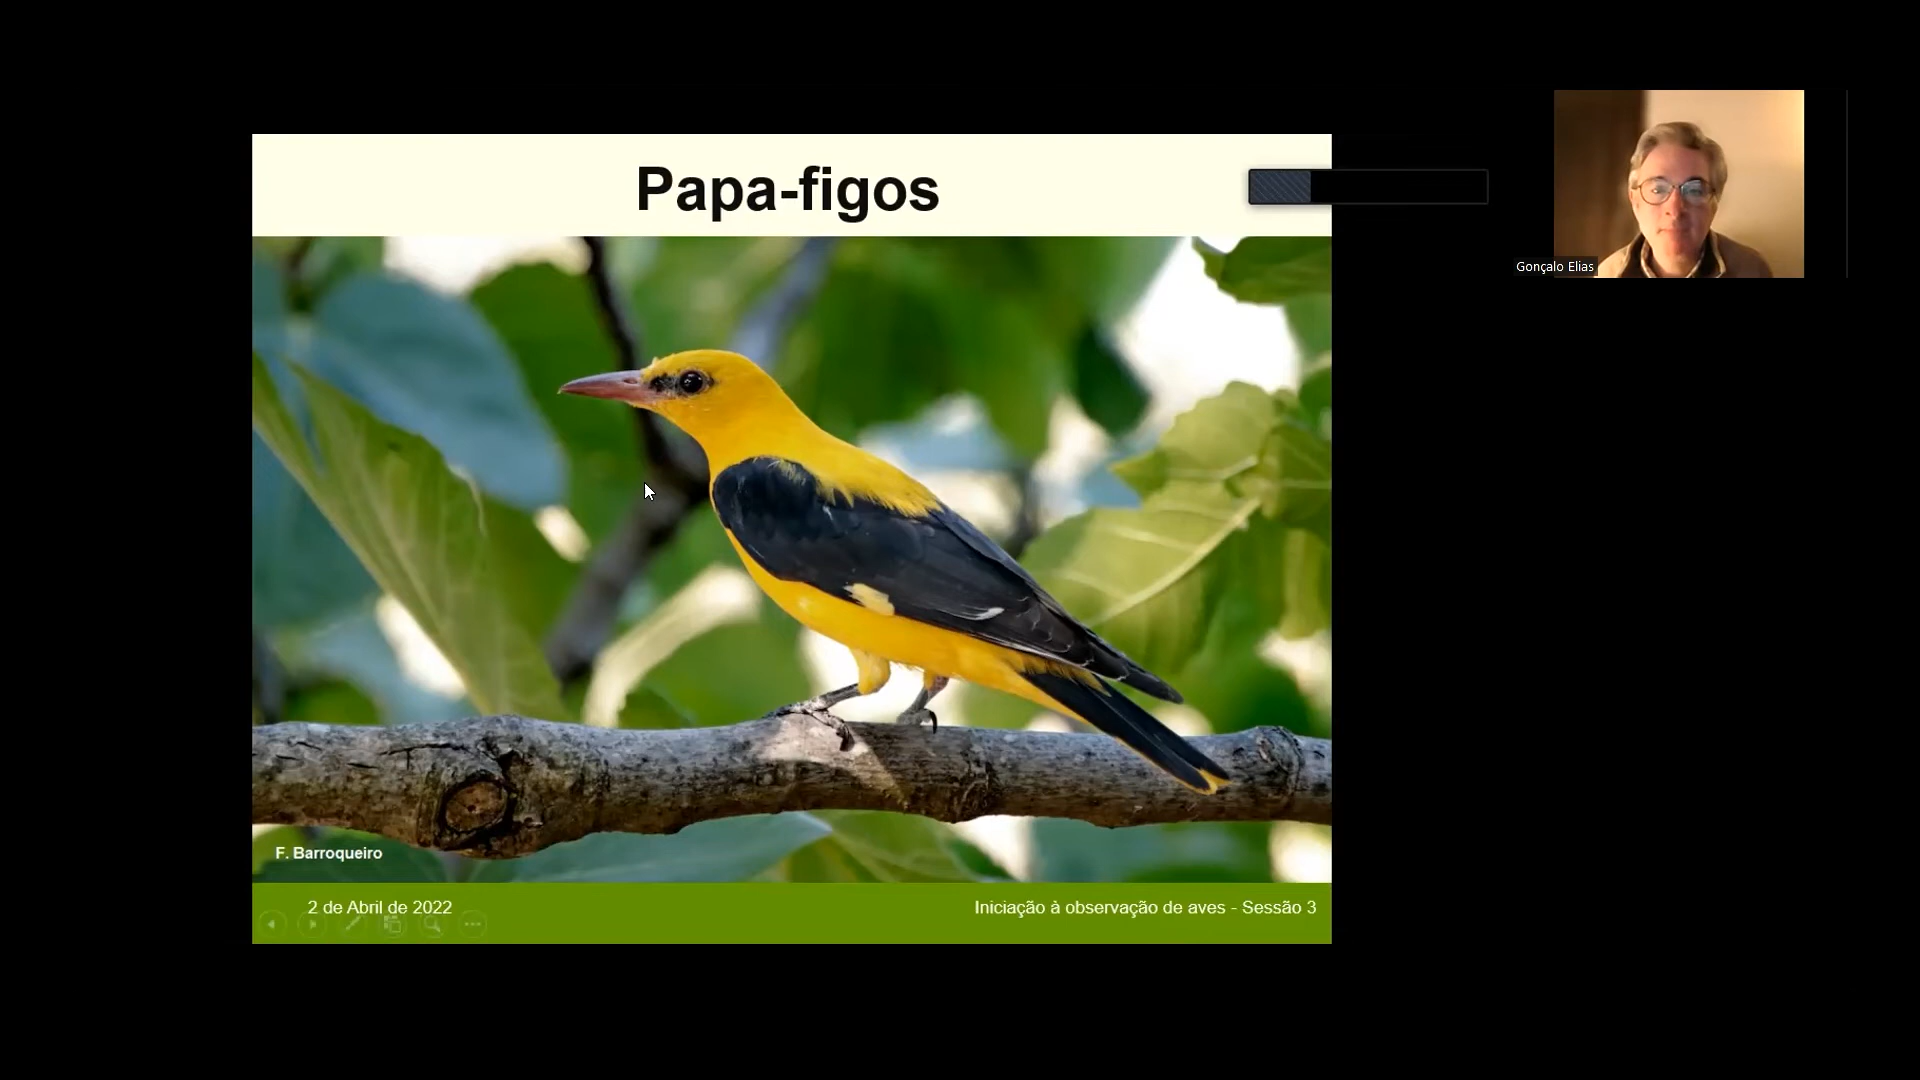 Papa-figos
Gonçalo Elias
F. Barroqueiro
2 de Abril de 2022
Iniciação à observação de aves - Sessão 3